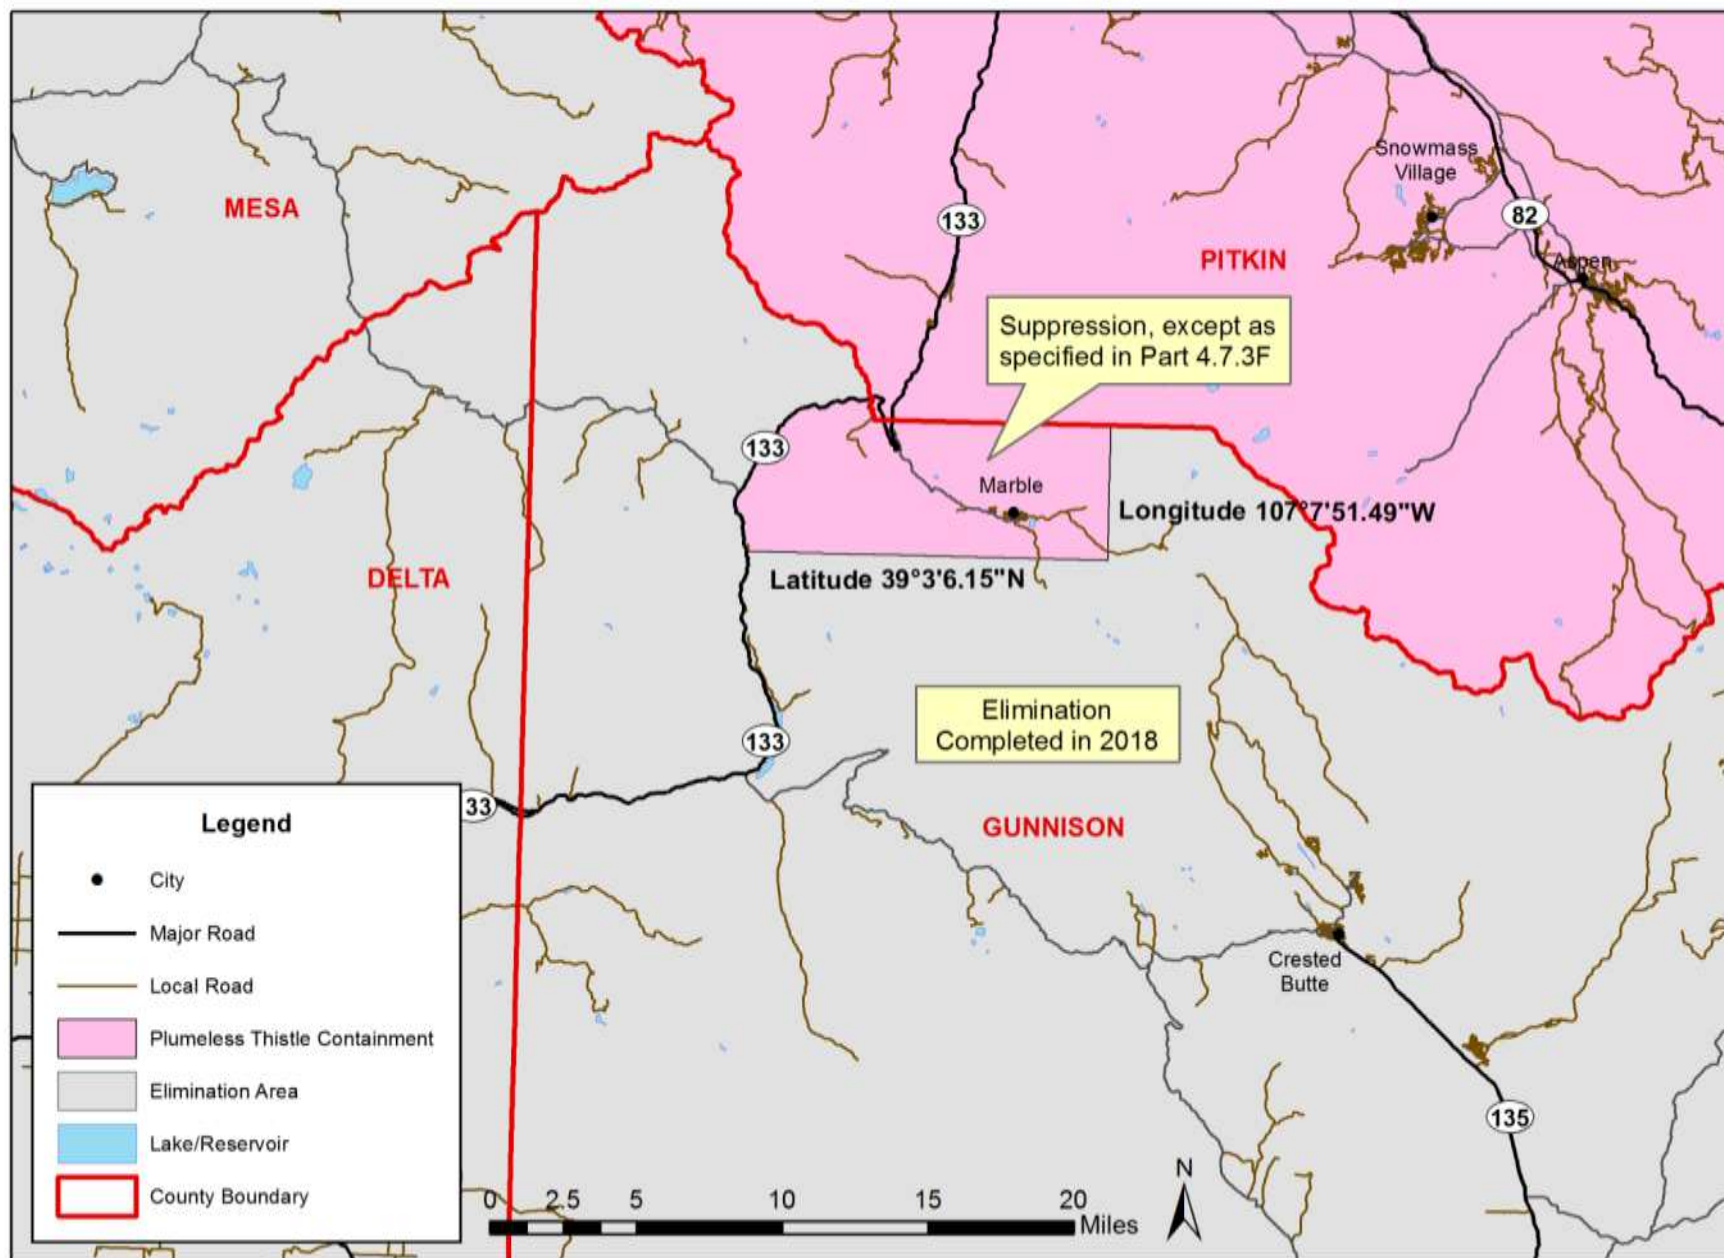 Snowmass
Village
MESA
133
82
PITKIN
Aspen
Suppression, except as
specified in Part 4.7.3F
133
Marble
Longitude 107°7'51.49"W
Latitude 39°3'6.15"N
DELTA
Elimination
Completed in 2018
133
33
GUNNISON
Crested
Butte
135
Legend
City
Major Road
Local Road
Plumeless Thistle Containment
Elimination Area
Lake/Reservoir
County Boundary
N
0 2.5 5 10 15 20
Miles